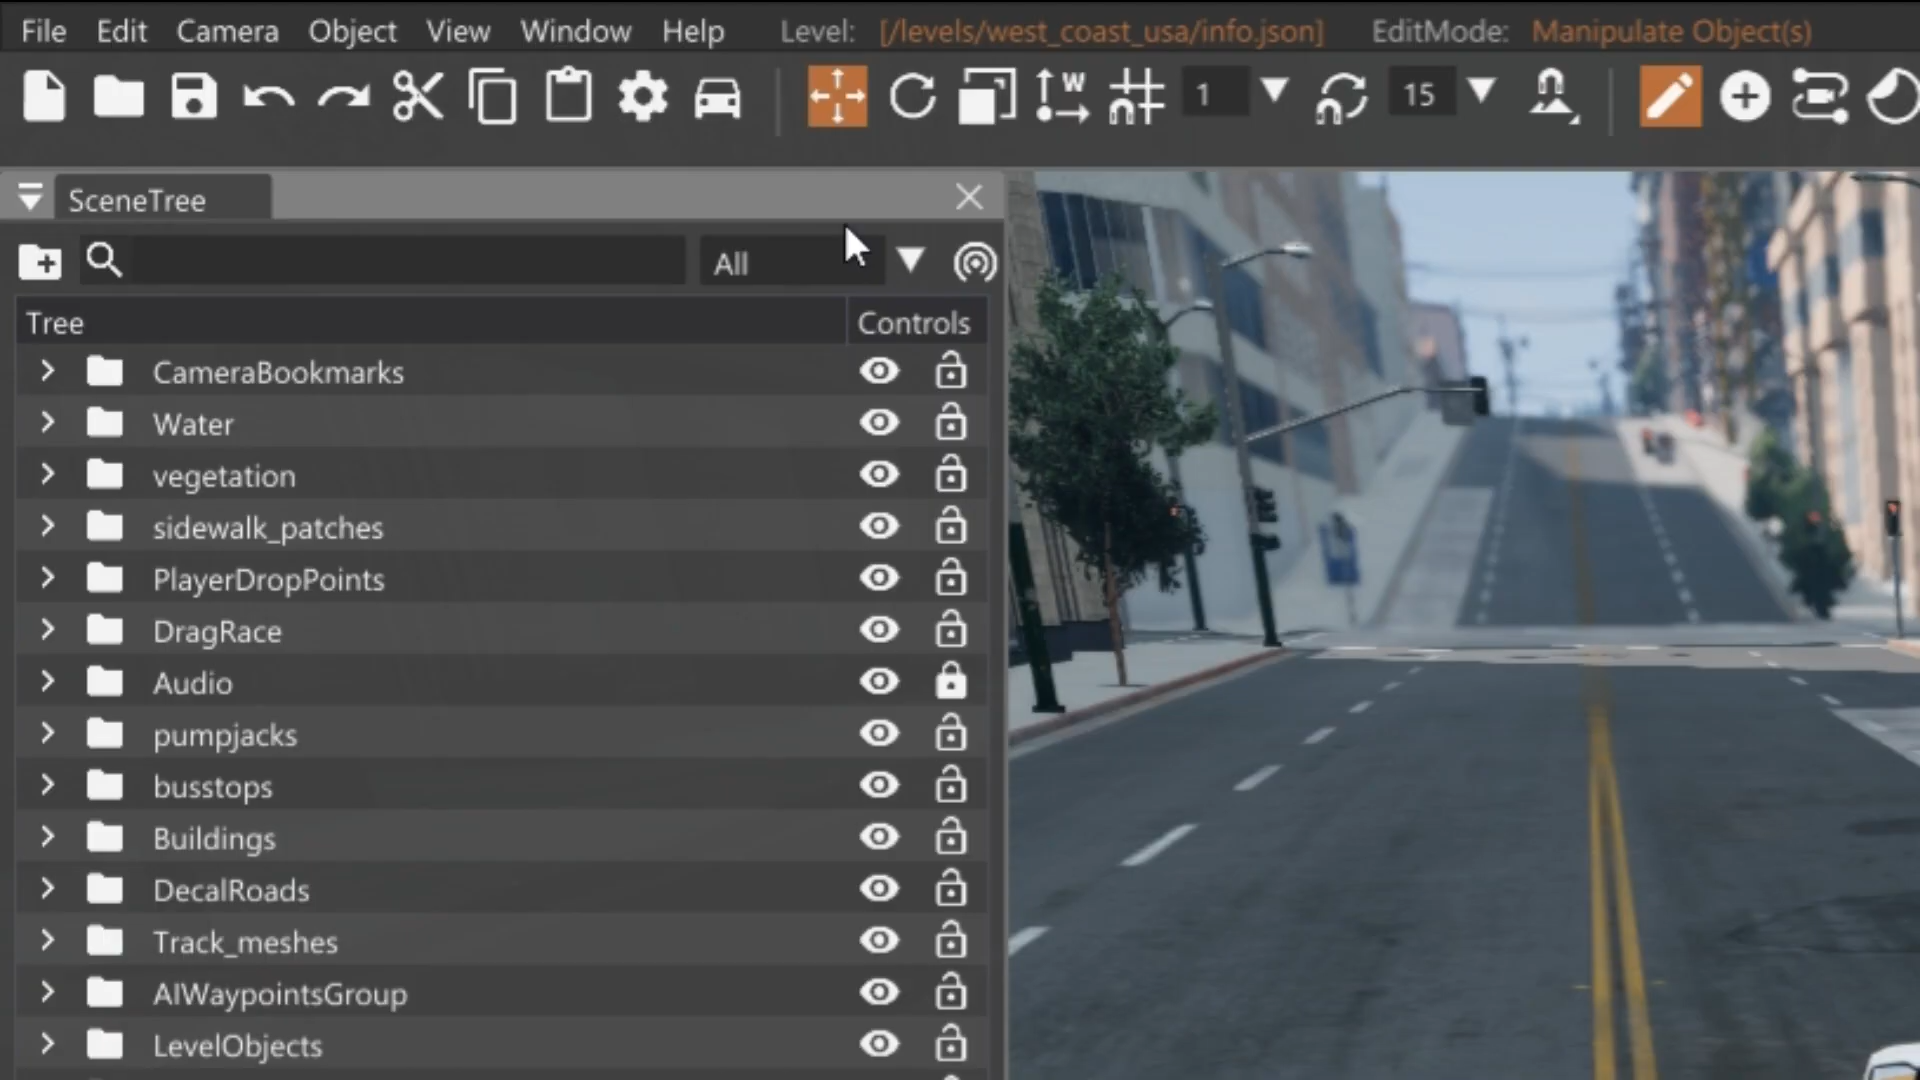 File Edit Camera Object View Window Help Level: [/levels/west_coast_usa/info.json] EditMode: Manipulate Object(s)
W 1 15
SceneTree
All
Tree Controls
CameraBookmarks
Water
vegetation
sidewalk_patches
PlayerDropPoints
DragRace
Audio
pumpjacks
busstops
Buildings
DecalRoads
Track_meshes
AIWaypointsGroup
LevelObjects